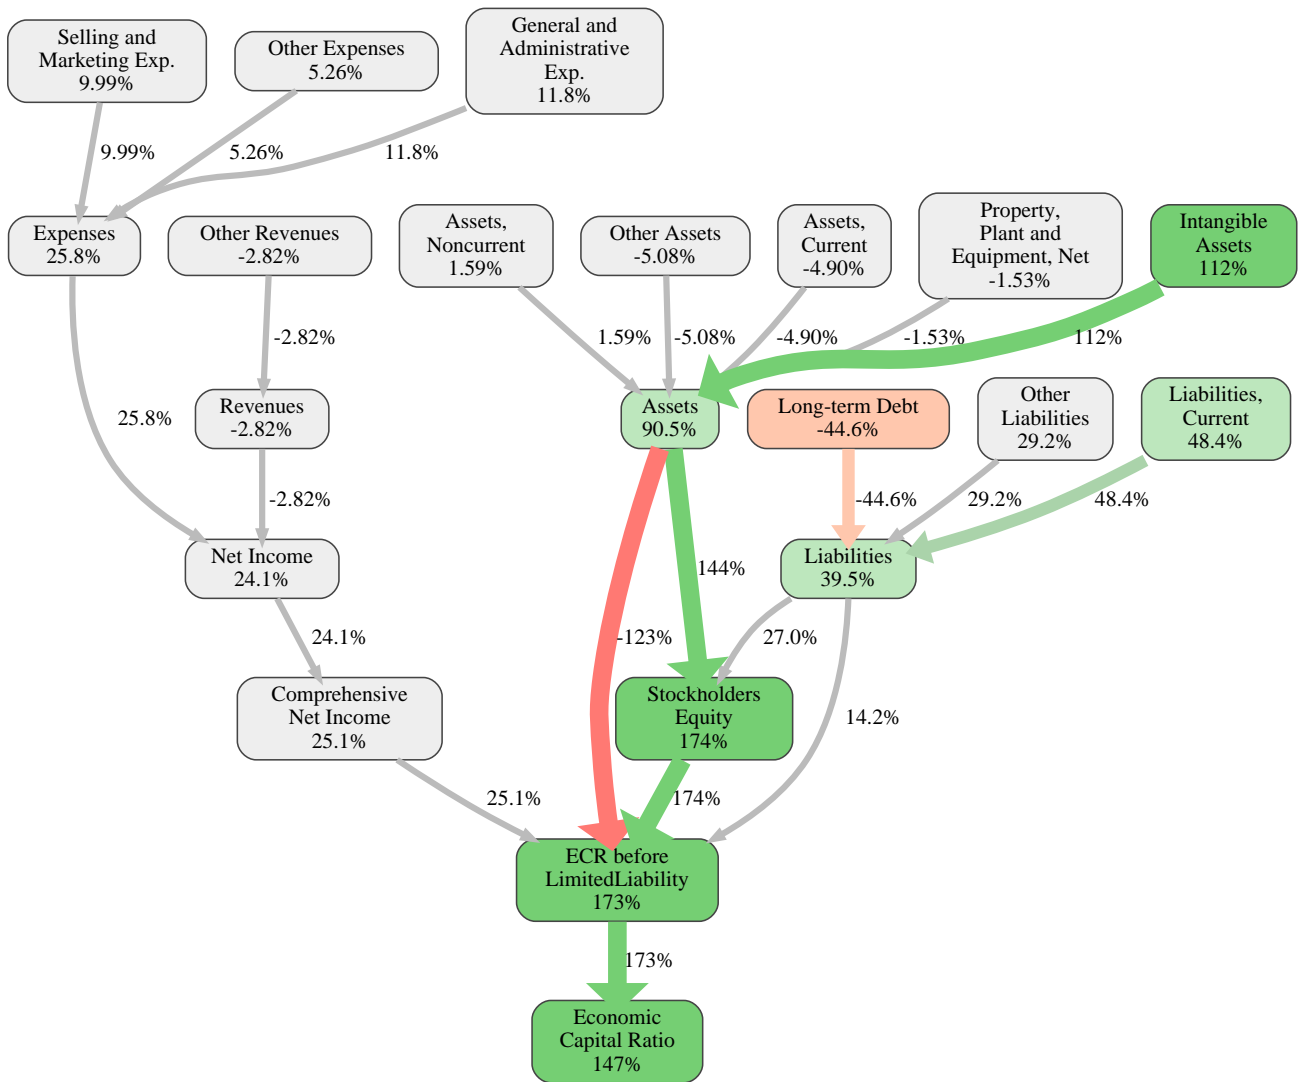 Selling and
Marketing Exp.
9.99%
Other Expenses
5.26%
General and
Administrative
Exp.
11.8%
9.99%
5.26%
11.8%
Expenses
25.8%
Other Revenues
-2.82%
Assets,
Noncurrent
1.59%
Other Assets
-5.08%
Assets,
Current
-4.90%
Property,
Plant and
Equipment, Net
-1.53%
Intangible
Assets
112%
-2.82%
1.59%
-5.08%
-4.90%
-1.53%
112%
25.8%
Revenues
-2.82%
Assets
90.5%
Long-term Debt
-44.6%
Other
Liabilities
29.2%
Liabilities,
Current
48.4%
-2.82%
-44.6%
29.2%
48.4%
Net Income
24.1%
144%
Liabilities
39.5%
24.1%
-123%
27.0%
14.2%
Comprehensive
Net Income
25.1%
Stockholders
Equity
174%
25.1%
174%
ECR before
LimitedLiability
173%
173%
Economic
Capital Ratio
147%